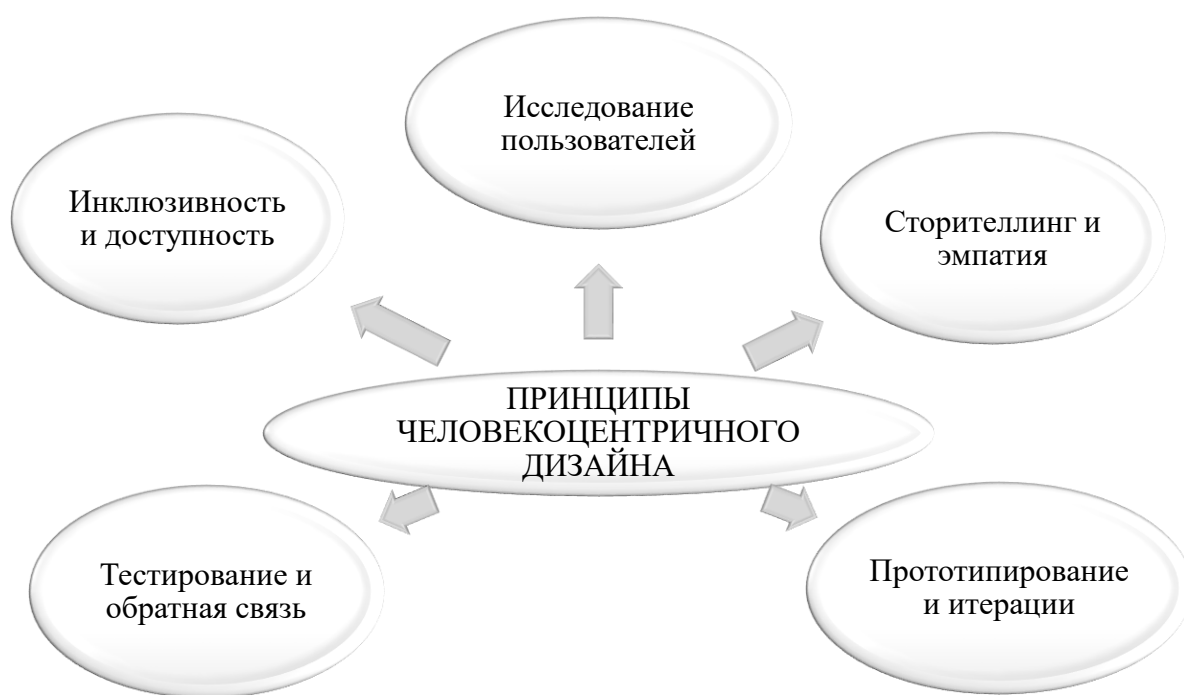 Исследование
пользователей
Инклюзивность
и доступность
Сторителлинг и
эмпатия
ПРИНЦИПЫ
ЧЕЛОВЕКОЦЕНТРИЧНОГО
ДИЗАЙНА
Тестирование и
обратная связь
Прототипирование
и итерации